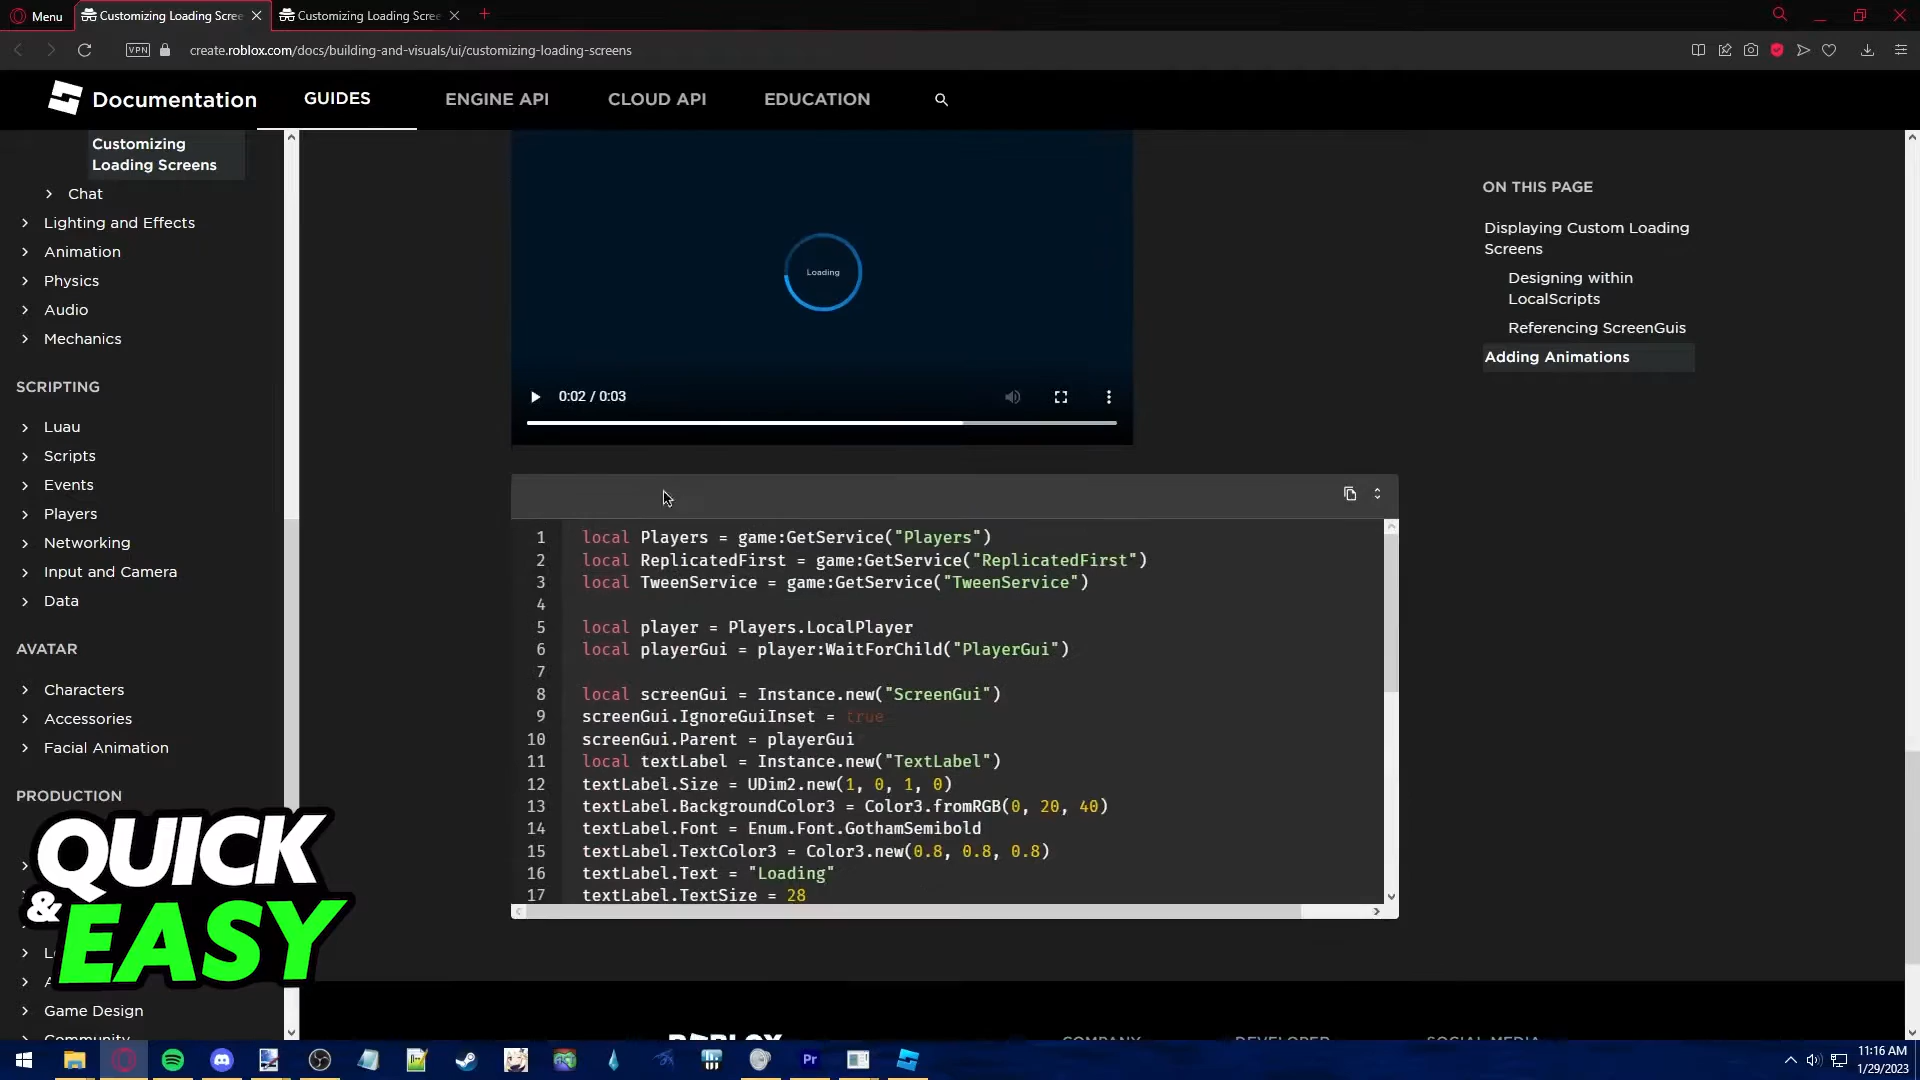 Menu
Customizing Loading Scree
Customizing Loading Scree
VPN
create.roblox.com/docs/building-and-visuals/ui/customizing-loading-screens
Documentation
GUIDES
ENGINE API
CLOUD API
EDUCATION
Customizing
Loading Screens
Chat
Lighting and Effects
Animation
Physics
Audio
Mechanics
SCRIPTING
Luau
Scripts
Events
Players
Networking
Input and Camera
Data
AVATAR
Characters
Accessories
Facial Animation
PRODUCTION
Game Design
QUICK
& EASY
Loading
0:02 / 0:03
1 local Players = game:GetService("Players")
2 local ReplicatedFirst = game:GetService("ReplicatedFirst")
3 local TweenService = game:GetService("TweenService")
4
5 local player = Players.LocalPlayer
6 local playerGui = player:WaitForChild("PlayerGui")
7
8 local screenGui = Instance.new("ScreenGui")
9 screenGui.IgnoreGuiInset = true
10 screenGui.Parent = playerGui
11 local textLabel = Instance.new("TextLabel")
12 textLabel.Size = UDim2.new(1, 0, 1, 0)
13 textLabel.BackgroundColor3 = Color3.fromRGB(0, 20, 40)
14 textLabel.Font = Enum.Font.GothamSemibold
15 textLabel.TextColor3 = Color3.new(0.8, 0.8, 0.8)
16 textLabel.Text = "Loading"
17 textLabel.TextSize = 28
ON THIS PAGE
Displaying Custom Loading
Screens
Designing within
LocalScripts
Referencing ScreenGuis
Adding Animations
ROBLOX
COMPANY
DEVELOPER
SOCIAL MEDIA
Pr
11:16 AM
1/29/2023